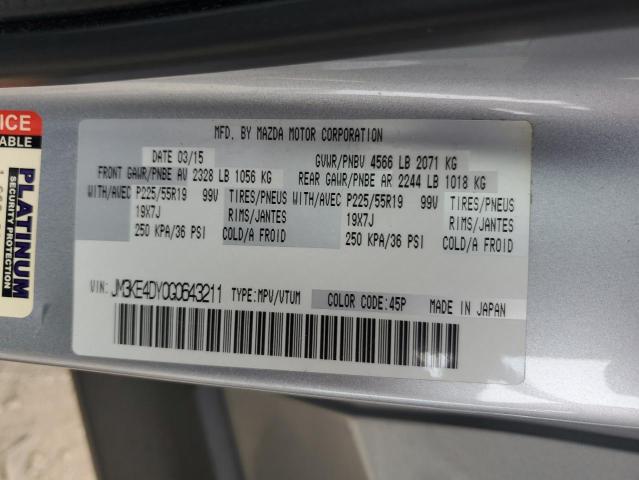 MFD. BY MAZDA MOTOR CORPORATION
DATE 03/15 GVWR/PNBV 4566 LB 2071 KG
FRONT GAWR/PNBE AV 2328 LB 1056 KG REAR GAWR/PNBE AR 2244 LB 1018 KG
WITH/AVEC P225/55R19 99V TIRES/PNEUS WITH/AVEC P225/55R19 99V TIRES/PNEUS
19X7J RIMS/JANTES 19X7J RIMS/JANTES
250 KPA/36 PSI COLD/A FROID 250 KPA/36 PSI COLD/A FROID
VIN: JM3KE4DY0G0643211 TYPE:MPV/VTUM COLOR CODE:45P MADE IN JAPAN
ICE
ABLE
PLATINUM
SECURITY PROTECTION